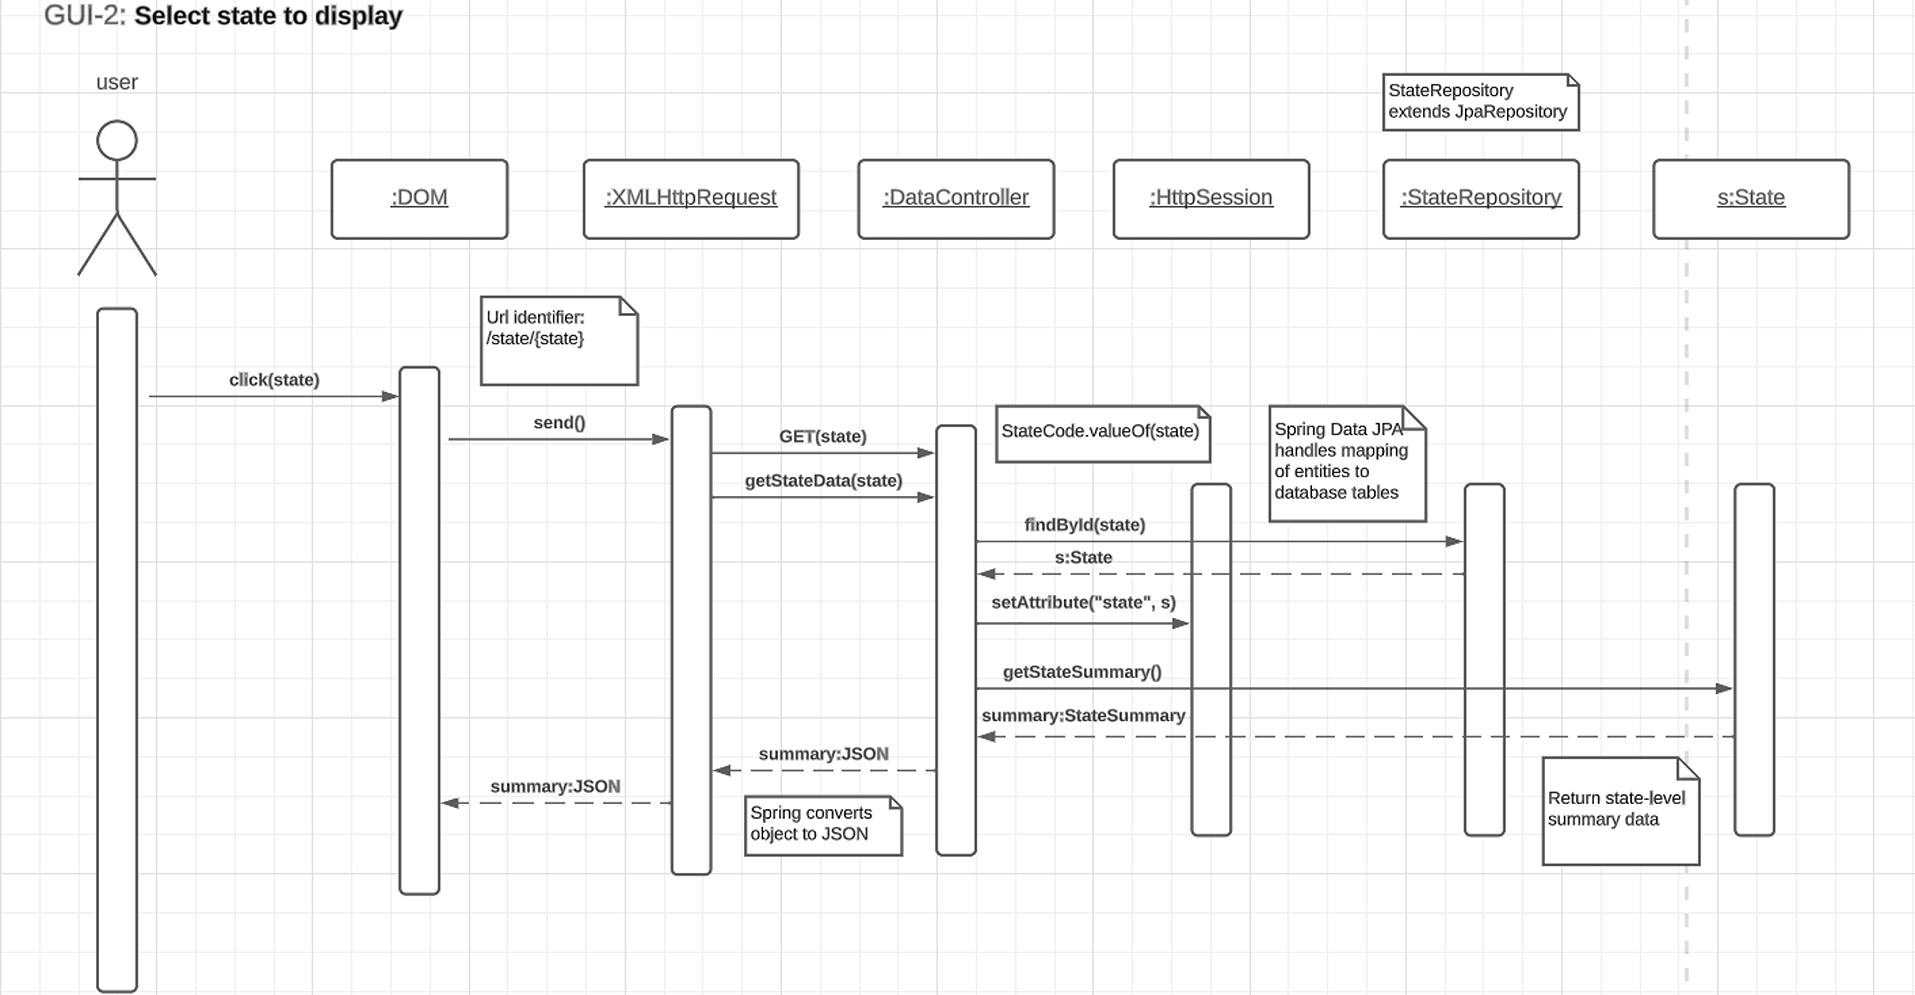 GUI-2: Select state to display
user
StateRepository
extends JpaRepository
:DOM
:XMLHttpRequest
:DataController
:HttpSession
:StateRepository
s:State
Url identifier:
/state/{state}
click(state)
send()
GET(state)
StateCode.valueOf(state)
Spring Data JPA
handles mapping
of entities to
database tables
getStateData(state)
findById(state)
s:State
setAttribute("state", s)
getStateSummary()
summary:StateSummary
summary:JSON
summary:JSON
Spring converts
object to JSON
Return state-level
summary data